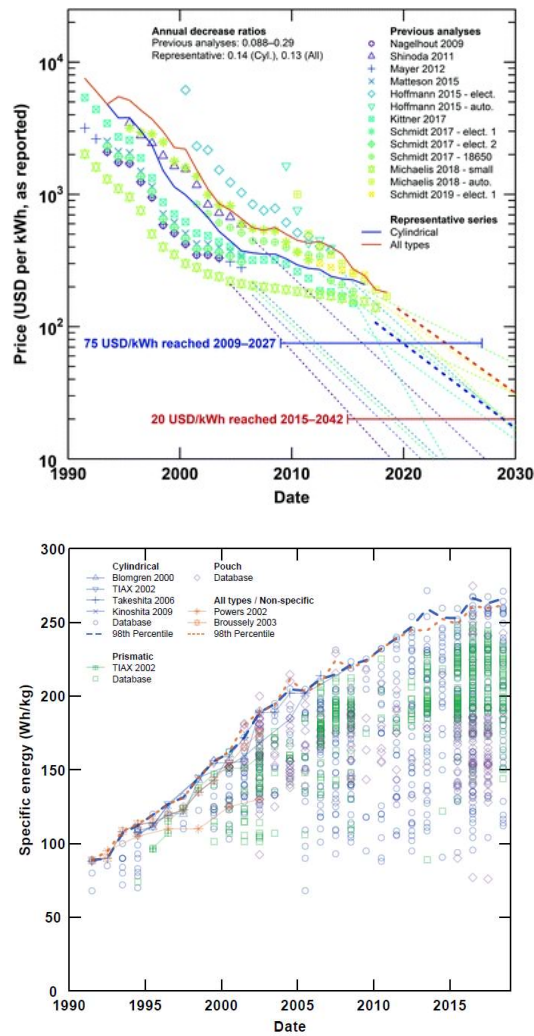 Annual decrease ratios
Previous analyses: 0.088–0.29
Representative: 0.14 (Cyl.), 0.13 (All)
Previous analyses
Nagelhout 2009
Shinoda 2011
Mayer 2012
Matteson 2015
Hoffmann 2015 - elect.
Hoffmann 2015 - auto.
Kittner 2017
Schmidt 2017 - elect. 1
Schmidt 2017 - elect. 2
Schmidt 2017 - 18650
Michaelis 2018 - small
Michaelis 2018 - auto.
Schmidt 2019 - elect. 1
Representative series
Cylindrical
All types
Price (USD per kWh, as reported)
10⁴
10³
10²
10
75 USD/kWh reached 2009–2027
20 USD/kWh reached 2015–2042
1990 2000 2010 2020 2030
Date
Specific energy (Wh/kg)
300
250
200
150
100
50
0
Cylindrical
Blomgren 2000
TIAX 2002
Takeshita 2006
Kinoshita 2009
Database
98th Percentile
Prismatic
TIAX 2002
Database
Pouch
Database
All types / Non-specific
Powers 2002
Broussely 2003
98th Percentile
1990 1995 2000 2005 2010 2015
Date